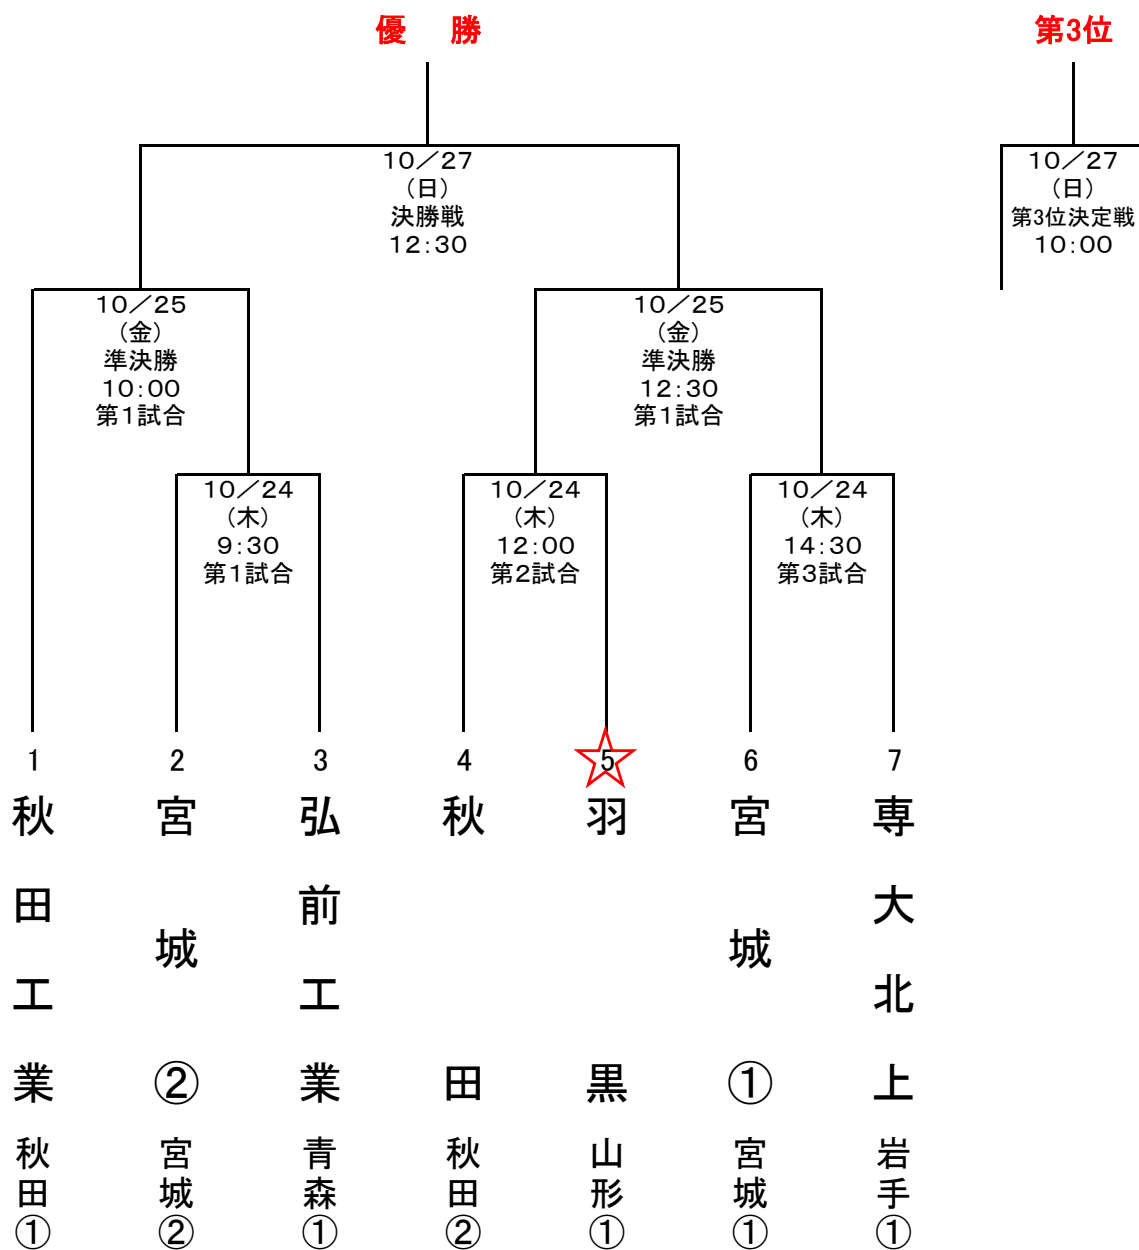 優 勝
第3位
10／27
（日）
決勝戦
12:30
10／27
（日）
第3位決定戦
10:00
10／25
（金）
準決勝
10:00
第1試合
10／25
（金）
準決勝
12:30
第1試合
10／24
（木）
9:30
第1試合
10／24
（木）
12:00
第2試合
10／24
（木）
14:30
第3試合
1
秋田工業
秋田①
2
宮城②
宮城②
3
弘前工業
青森①
4
秋田
秋田②
5
羽黒
山形①
6
宮城①
宮城①
7
専大北上
岩手①